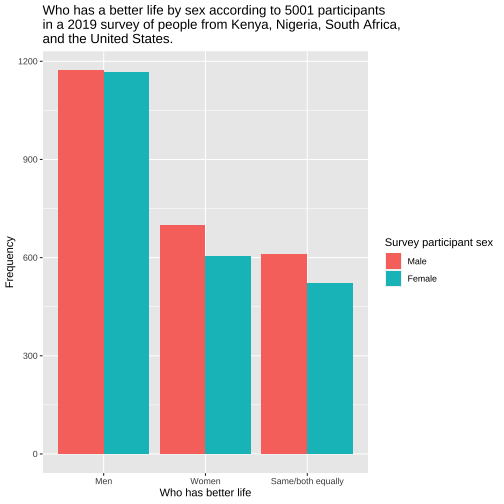 Who has a better life by sex according to 5001 participants
in a 2019 survey of people from Kenya, Nigeria, South Africa,
and the United States.
1200
900
600
300
0
Frequency
Men
Women
Same/both equally
Who has better life
Survey participant sex
Male
Female